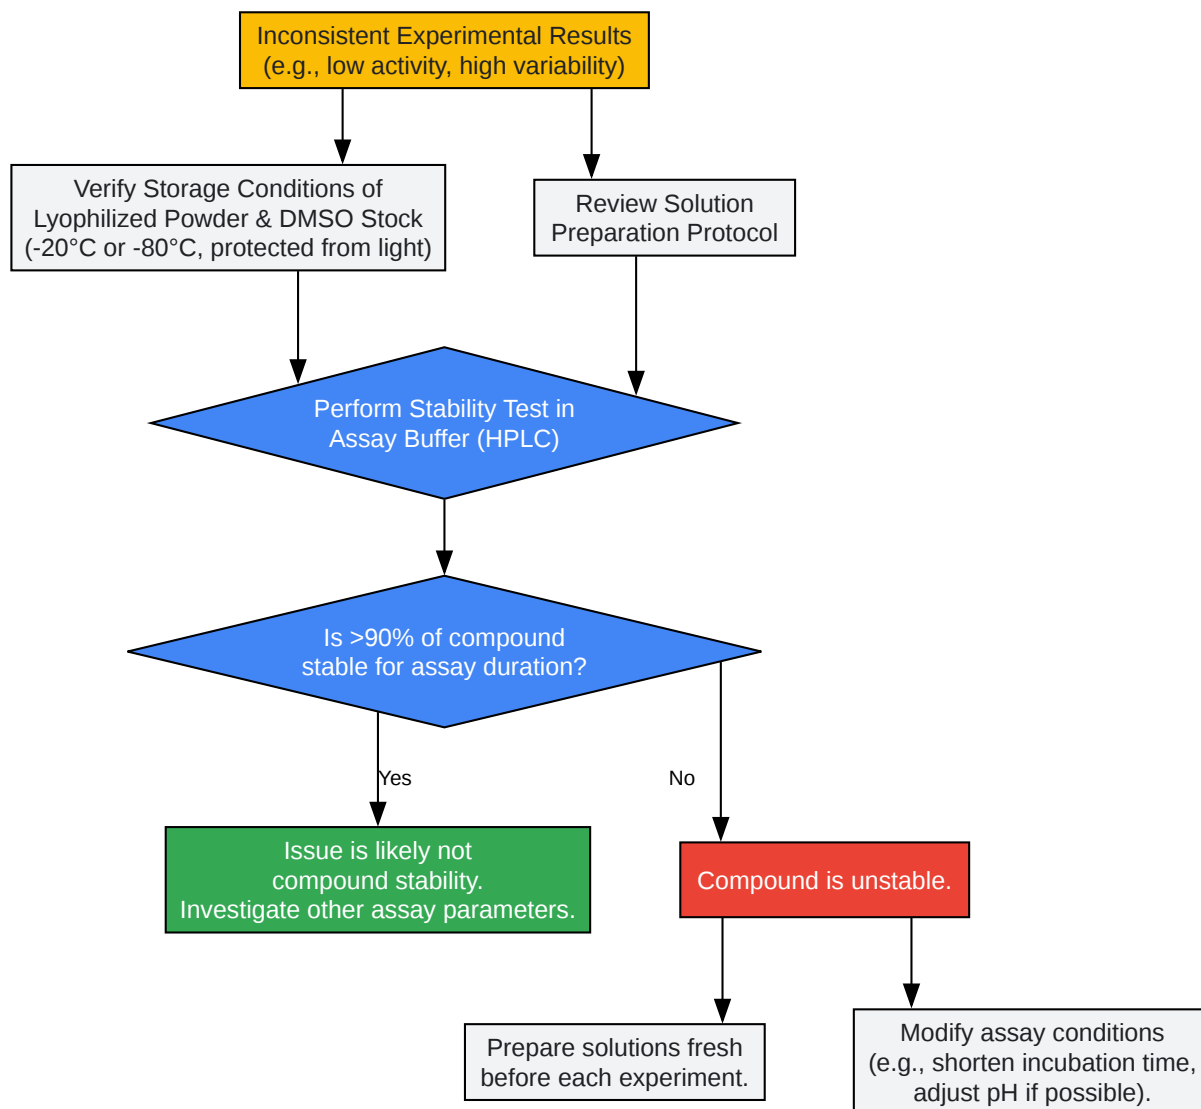 Inconsistent Experimental Results
(e.g., low activity, high variability)
Verify Storage Conditions of
Lyophilized Powder & DMSO Stock
(-20°C or -80°C, protected from light)
Review Solution
Preparation Protocol
Perform Stability Test in
Assay Buffer (HPLC)
Is >90% of compound
stable for assay duration?
Yes
No
Issue is likely not
compound stability.
Investigate other assay parameters.
Compound is unstable.
Prepare solutions fresh
before each experiment.
Modify assay conditions
(e.g., shorten incubation time,
adjust pH if possible).